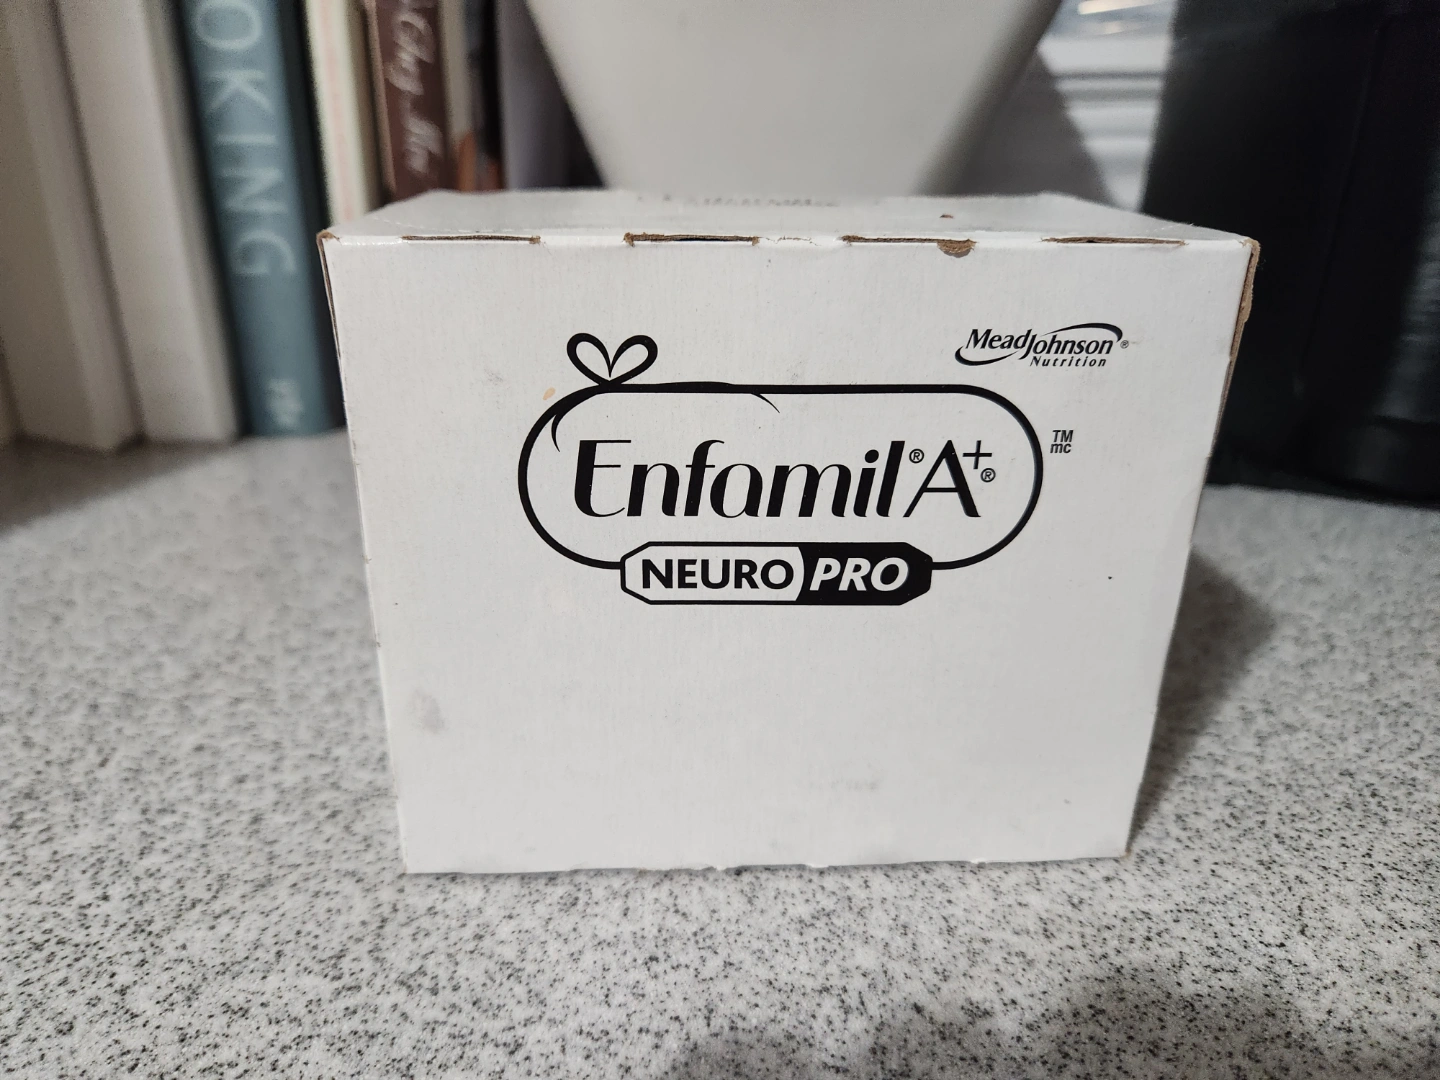 OKING
MeadJohnson®
Nutrition
Enfamil® A+®
TM
mc
NEURO PRO